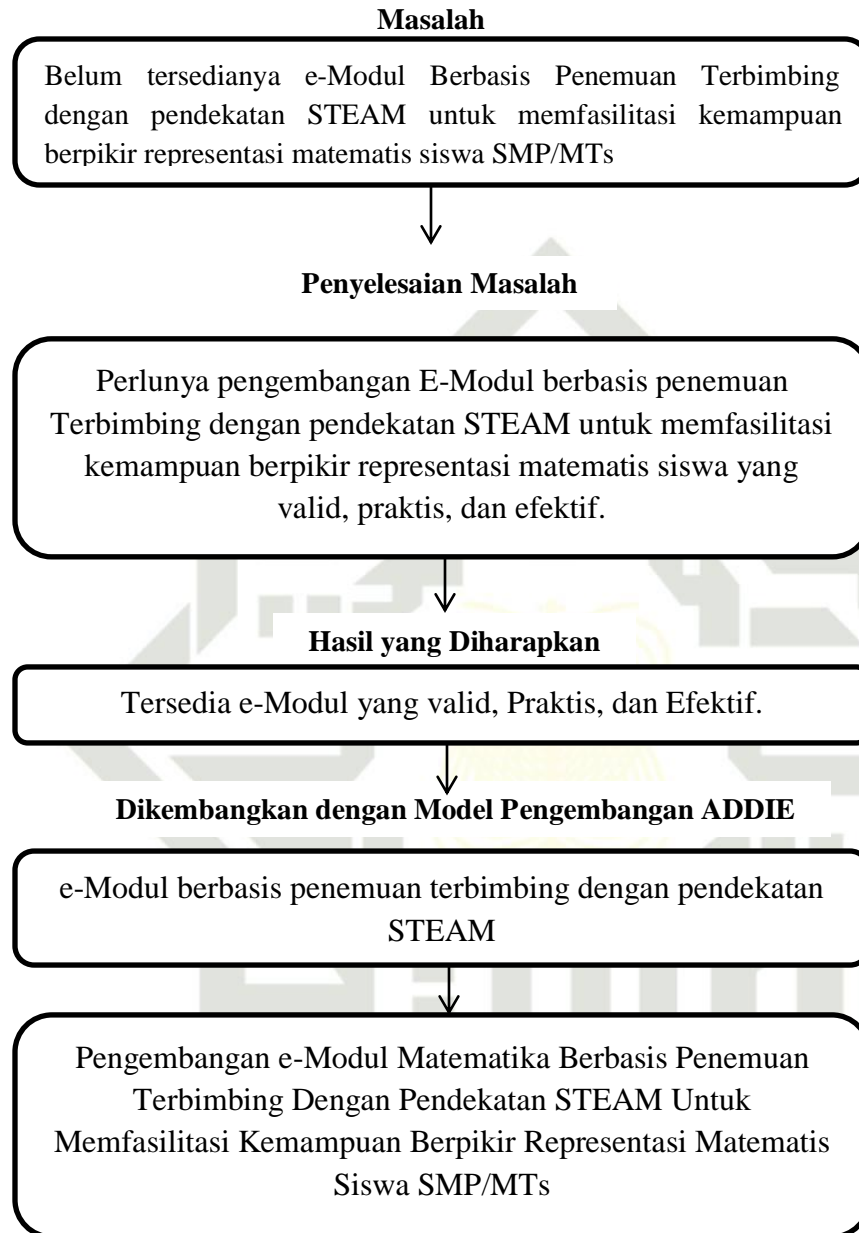 Masalah
Belum tersedianya e-Modul Berbasis Penemuan Terbimbing
dengan pendekatan STEAM untuk memfasilitasi kemampuan
berpikir representasi matematis siswa SMP/MTs
Penyelesaian Masalah
Perlunya pengembangan E-Modul berbasis penemuan
Terbimbing dengan pendekatan STEAM untuk memfasilitasi
kemampuan berpikir representasi matematis siswa yang
valid, praktis, dan efektif.
Hasil yang Diharapkan
Tersedia e-Modul yang valid, Praktis, dan Efektif.
Dikembangkan dengan Model Pengembangan ADDIE
e-Modul berbasis penemuan terbimbing dengan pendekatan
STEAM
Pengembangan e-Modul Matematika Berbasis Penemuan
Terbimbing Dengan Pendekatan STEAM Untuk
Memfasilitasi Kemampuan Berpikir Representasi Matematis
Siswa SMP/MTs